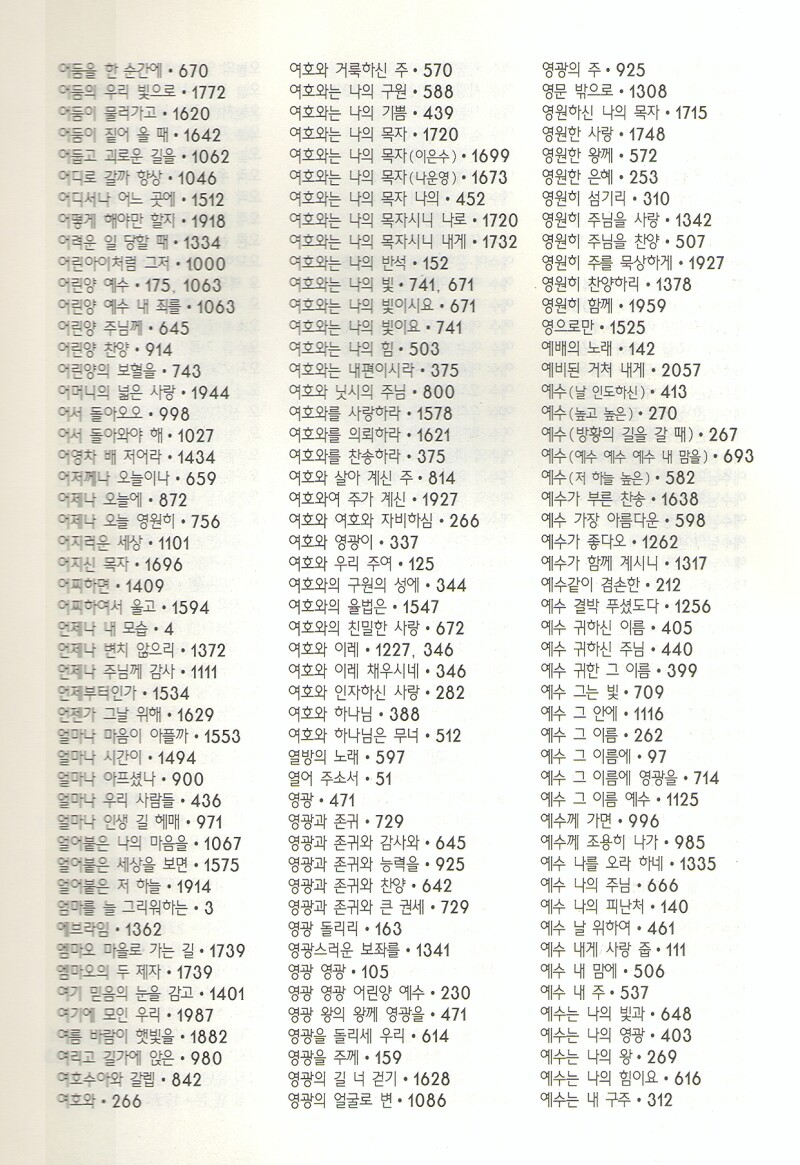 어둠을 한 순간에 • 670
어둠의 우리 빛으로 • 1772
어둠이 물러가고 • 1620
어둠이 짙어 올 때 • 1642
어둡고 괴로운 길을 • 1062
어디로 갈까 항상 • 1046
어디서나 어느 곳에 • 1512
어떻게 해야만 할지 • 1918
어려운 일 당할 때 • 1334
어린아이처럼 그저 • 1000
어린양 예수 • 175, 1063
어린양 예수 내 죄를 • 1063
어린양 주님께 • 645
어린양 찬양 • 914
어린양의 보혈을 • 743
어머니의 넓은 사랑 • 1944
어서 돌아오오 • 998
어서 돌아와야 해 • 1027
어영차 배 저어라 • 1434
어저께나 오늘이나 • 659
어제나 오늘에 • 872
어제나 오늘 영원히 • 756
어지러운 세상 • 1101
어지신 목자 • 1696
어찌하면 • 1409
어찌하여서 울고 • 1594
언제나 내 모습 • 4
언제나 변치 않으리 • 1372
언제나 주님께 감사 • 1111
언제부터인가 • 1534
언젠가 그날 위해 • 1629
얼마나 마음이 아플까 • 1553
얼마나 시간이 • 1494
얼마나 아프셨나 • 900
얼마나 우리 사람들 • 436
얼마나 인생 길 헤매 • 971
얼어붙은 나의 마음을 • 1067
얼어붙은 세상을 보면 • 1575
얼어붙은 저 하늘 • 1914
엄마를 늘 그리워하는 • 3
에브라임 • 1362
엠마오 마을로 가는 길 • 1739
엠마오의 두 제자 • 1739
여기 믿음의 눈을 감고 • 1401
여기에 모인 우리 • 1987
여름 바람이 햇빛을 • 1882
여리고 길가에 앉은 • 980
여호수아와 갈렙 • 842
여호와 • 266
여호와 거룩하신 주 • 570
여호와는 나의 구원 • 588
여호와는 나의 기쁨 • 439
여호와는 나의 목자 • 1720
여호와는 나의 목자(이은수) • 1699
여호와는 나의 목자(나운영) • 1673
여호와는 나의 목자 나의 • 452
여호와는 나의 목자시니 나로 • 1720
여호와는 나의 목자시니 내게 • 1732
여호와는 나의 반석 • 152
여호와는 나의 빛 • 741, 671
여호와는 나의 빛이시요 • 671
여호와는 나의 빛이요 • 741
여호와는 나의 힘 • 503
여호와는 내편이시라 • 375
여호와 닛시의 주님 • 800
여호와를 사랑하라 • 1578
여호와를 의뢰하라 • 1621
여호와를 찬송하라 • 375
여호와 살아 계신 주 • 814
여호와여 주가 계신 • 1927
여호와 여호와 자비하심 • 266
여호와 영광이 • 337
여호와 우리 주여 • 125
여호와의 구원의 성에 • 344
여호와의 율법은 • 1547
여호와의 친밀한 사랑 • 672
여호와 이레 • 1227, 346
여호와 이레 채우시네 • 346
여호와 인자하신 사랑 • 282
여호와 하나님 • 388
여호와 하나님은 무너 • 512
열방의 노래 • 597
열어 주소서 • 51
영광 • 471
영광과 존귀 • 729
영광과 존귀와 감사와 • 645
영광과 존귀와 능력을 • 925
영광과 존귀와 찬양 • 642
영광과 존귀와 큰 권세 • 729
영광 돌리리 • 163
영광스러운 보좌를 • 1341
영광 영광 • 105
영광 영광 어린양 예수 • 230
영광 왕의 왕께 영광을 • 471
영광을 돌리세 우리 • 614
영광을 주께 • 159
영광의 길 너 걷기 • 1628
영광의 얼굴로 변 • 1086
영광의 주 • 925
영문 밖으로 • 1308
영원하신 나의 목자 • 1715
영원한 사랑 • 1748
영원한 왕께 • 572
영원한 은혜 • 253
영원히 섬기리 • 310
영원히 주님을 사랑 • 1342
영원히 주님을 찬양 • 507
영원히 주를 묵상하게 • 1927
영원히 찬양하리 • 1378
영원히 함께 • 1959
영으로만 • 1525
예배의 노래 • 142
예비된 거처 내게 • 2057
예수(날 인도하신) • 413
예수(높고 높은) • 270
예수(방황의 길을 갈 때) • 267
예수(예수 예수 예수 내 맘을) • 693
예수(저 하늘 높은) • 582
예수가 부른 찬송 • 1638
예수 가장 아름다운 • 598
예수가 좋다오 • 1262
예수가 함께 계시니 • 1317
예수같이 겸손한 • 212
예수 결박 푸셨도다 • 1256
예수 귀하신 이름 • 405
예수 귀하신 주님 • 440
예수 귀한 그 이름 • 399
예수 그는 빛 • 709
예수 그 안에 • 1116
예수 그 이름 • 262
예수 그 이름에 • 97
예수 그 이름에 영광을 • 714
예수 그 이름 예수 • 1125
예수께 가면 • 996
예수께 조용히 나가 • 985
예수 나를 오라 하네 • 1335
예수 나의 주님 • 666
예수 나의 피난처 • 140
예수 날 위하여 • 461
예수 내게 사랑 줍 • 111
예수 내 맘에 • 506
예수 내 주 • 537
예수는 나의 빛과 • 648
예수는 나의 영광 • 403
예수는 나의 왕 • 269
예수는 나의 힘이요 • 616
예수는 내 구주 • 312